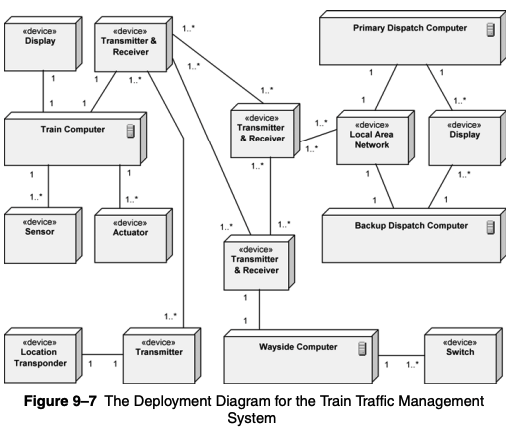 «device»
Display
«device»
Transmitter &
Receiver
Primary Dispatch Computer
1..*
1..*
1
1
1..*
1
1
1
1
1..*
Train Computer
«device»
Transmitter
& Receiver
1..*
1..*
«device»
Local Area
Network
«device»
Display
1
1
1..*
1..*
1..*
1
1..*
1
1
«device»
Sensor
«device»
Actuator
1..*
1..*
Backup Dispatch Computer
«device»
Transmitter
& Receiver
1
1..*
1
«device»
Location
Transponder
1
1
«device»
Transmitter
Wayside Computer
1
1..*
«device»
Switch
Figure 9–7 The Deployment Diagram for the Train Traffic Management
System